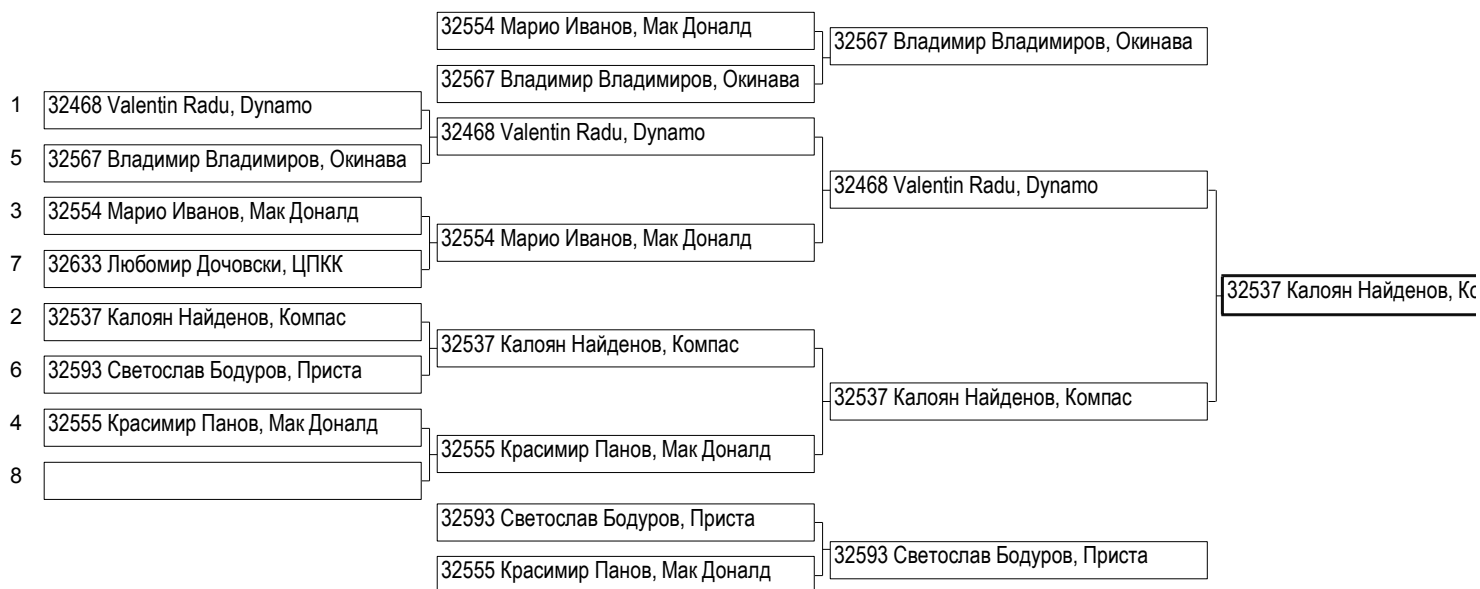 32554 Марио Иванов, Мак Доналд
32567 Владимир Владимиров, Окинава
32567 Владимир Владимиров, Окинава
1 32468 Valentin Radu, Dynamo
32468 Valentin Radu, Dynamo
5 32567 Владимир Владимиров, Окинава
32468 Valentin Radu, Dynamo
3 32554 Марио Иванов, Мак Доналд
32554 Марио Иванов, Мак Доналд
7 32633 Любомир Дочовски, ЦПКК
32537 Калоян Найденов, Ко
2 32537 Калоян Найденов, Компас
32537 Калоян Найденов, Компас
6 32593 Светослав Бодуров, Приста
32537 Калоян Найденов, Компас
4 32555 Красимир Панов, Мак Доналд
32555 Красимир Панов, Мак Доналд
8
32593 Светослав Бодуров, Приста
32593 Светослав Бодуров, Приста
32555 Красимир Панов, Мак Доналд